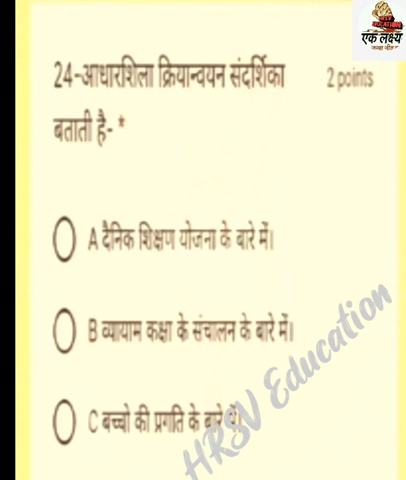 एक लक्ष्य
24-आधारशिला क्रियान्वयन संदर्शिका 2 points
बताती है- *
A दैनिक शिक्षण योजना के बारे में।
B व्यायाम कक्षा के संचालन के बारे में।
C बच्चो की प्रगति के बारे में।
HRSV Education